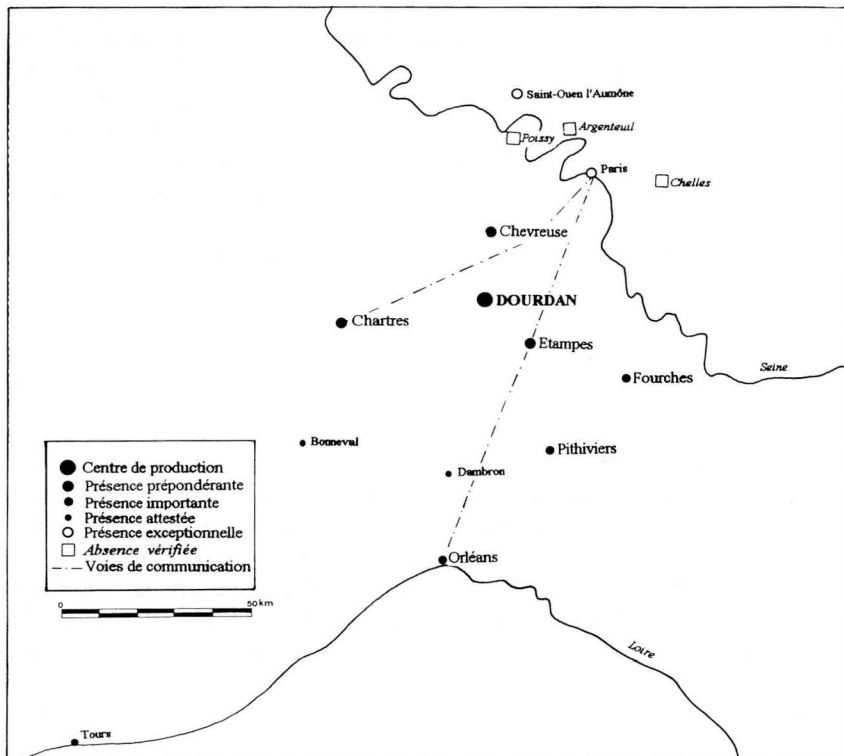 Saint-Ouen l'Aumône
Argenteuil
Poissy
Paris
Chelles
Chevreuse
DOURDAN
Chartres
Etampes
Seine
Fourches
Bonneval
Pithiviers
Dambron
Centre de production
Présence prépondérante
Présence importante
Présence attestée
Présence exceptionnelle
Absence vérifiée
Voies de communication
Orléans
0 50 km
Loire
Tours